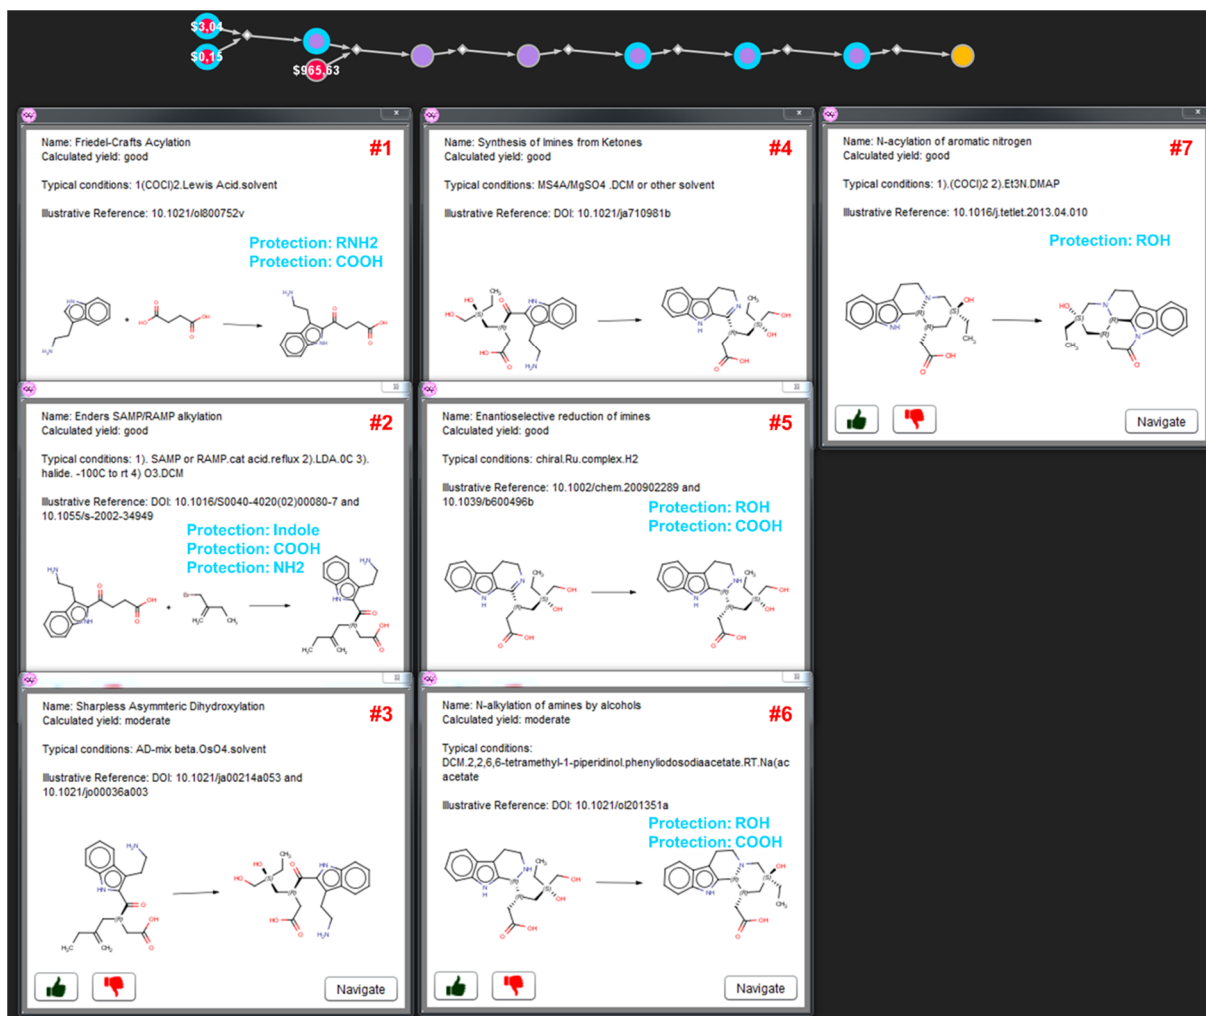 $3,04
$0,15
$965,63
Name: Friedel-Crafts Acylation
Calculated yield: good
#1
Typical conditions: 1(COCl)2.Lewis Acid.solvent
Illustrative Reference: 10.1021/ol800752v
Protection: RNH2
Protection: COOH
Name: Enders SAMP/RAMP alkylation
Calculated yield: good
#2
Typical conditions: 1). SAMP or RAMP.cat acid.reflux 2).LDA.0C 3).
halide. -100C to rt 4) O3.DCM
Illustrative Reference: DOI: 10.1016/S0040-4020(02)00080-7 and
10.1055/s-2002-34949
Protection: Indole
Protection: COOH
Protection: NH2
Name: Sharpless Asymmteric Dihydroxylation
Calculated yield: moderate
#3
Typical conditions: AD-mix beta.OsO4.solvent
Illustrative Reference: DOI: 10.1021/ja00214a053 and
10.1021/jo00036a003
Navigate
Name: Synthesis of Imines from Ketones
Calculated yield: good
#4
Typical conditions: MS4A/MgSO4 .DCM or other solvent
Illustrative Reference: DOI: 10.1021/ja710981b
Name: Enantioselective reduction of imines
Calculated yield: good
#5
Typical conditions: chiral.Ru.complex.H2
Illustrative Reference: 10.1002/chem.200902289 and
10.1039/b600496b
Protection: ROH
Protection: COOH
Name: N-alkylation of amines by alcohols
Calculated yield: moderate
#6
Typical conditions:
DCM.2,2,6,6-tetramethyl-1-piperidinol.phenyliodosodiaacetate.RT.Na(ac
acetate
Illustrative Reference: DOI: 10.1021/ol201351a
Protection: ROH
Protection: COOH
Navigate
Name: N-acylation of aromatic nitrogen
Calculated yield: good
#7
Typical conditions: 1).(COCl)2 2).Et3N.DMAP
Illustrative Reference: 10.1016/j.tetlet.2013.04.010
Protection: ROH
Navigate